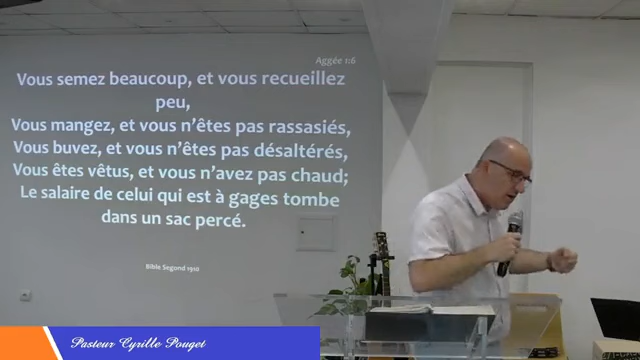 Aggée 1:6
Vous semez beaucoup, et vous recueillez
peu,
Vous mangez, et vous n'êtes pas rassasiés,
Vous buvez, et vous n'êtes pas désaltérés,
Vous êtes vêtus, et vous n'avez pas chaud;
Le salaire de celui qui est à gages tombe
dans un sac percé.
Bible Segond 1910
Pasteur Cyrille Pouget